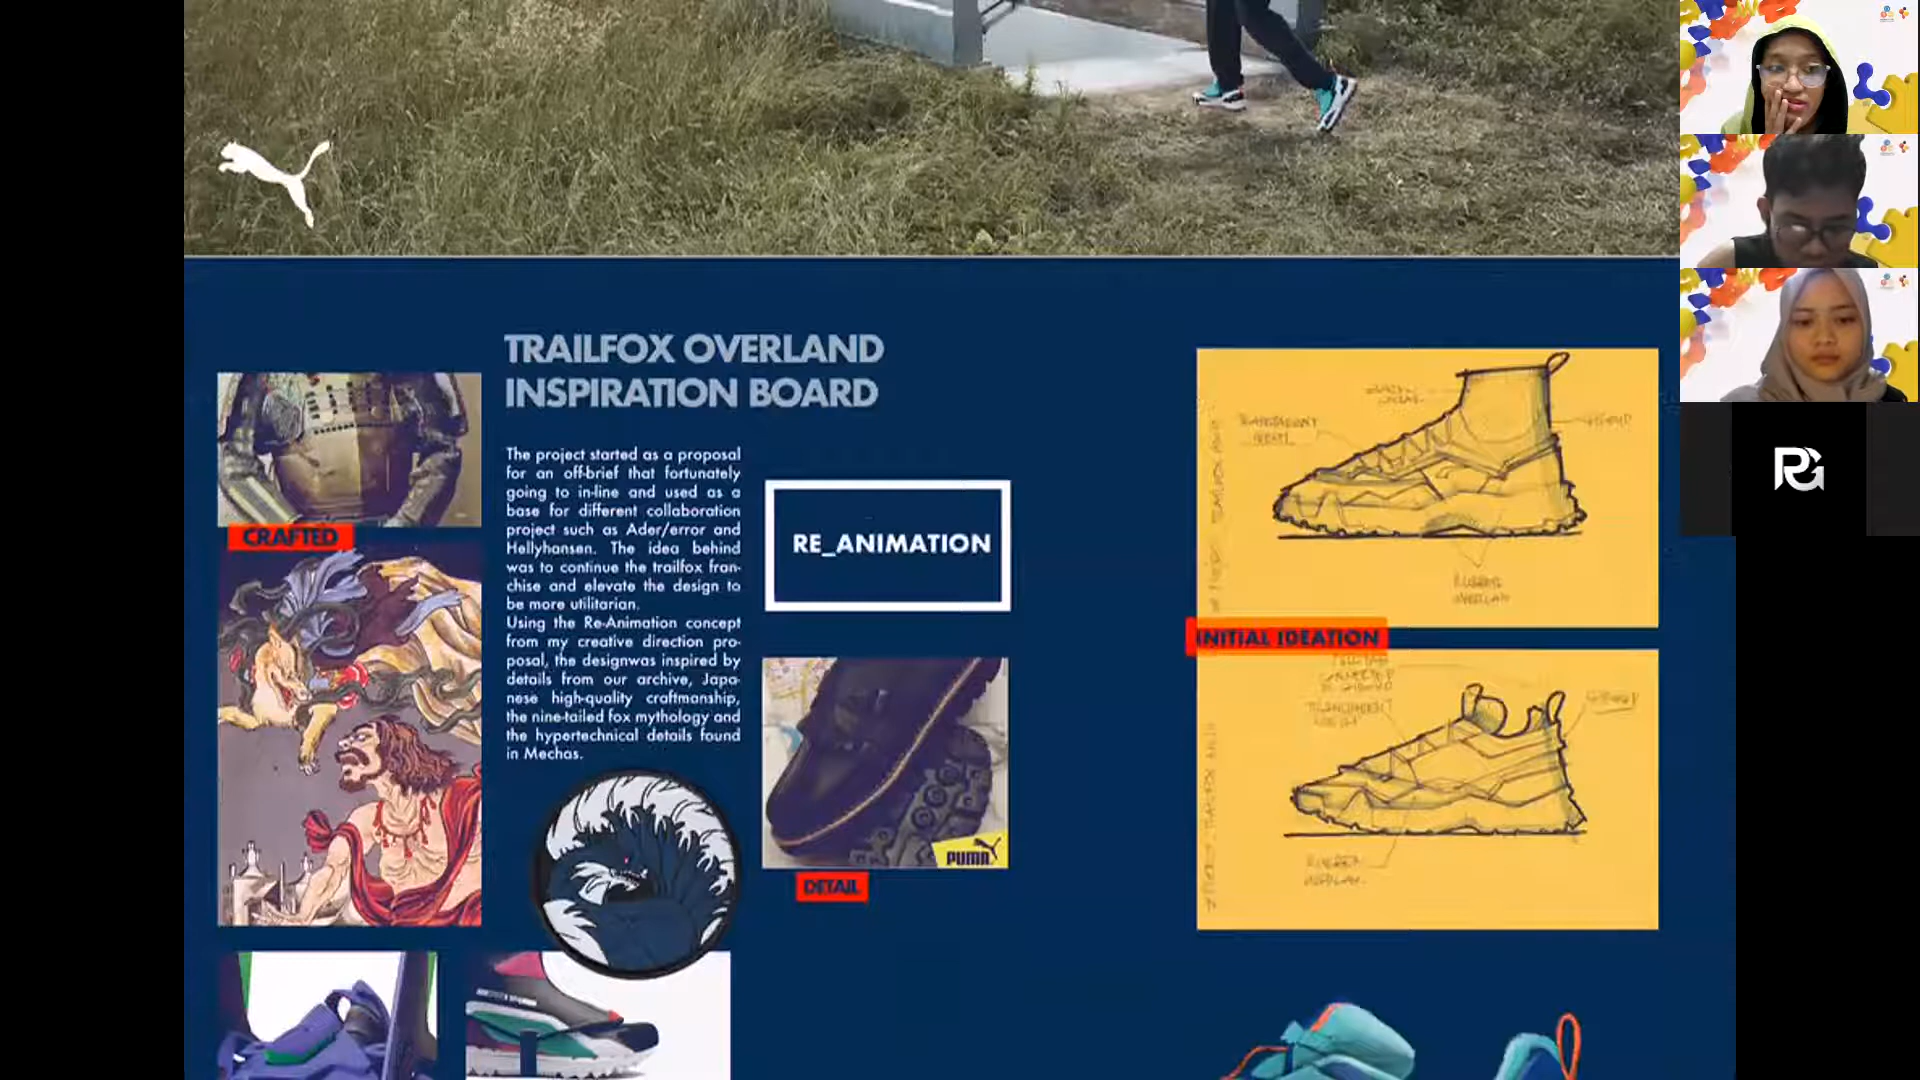 TRAILFOX OVERLAND
INSPIRATION BOARD
The project started as a proposal
for an off-brief that fortunately
going to in-line and used as a
base for different collaboration
project such as Ader/error and
Hellyhansen. The idea behind
was to continue the trailfox fran-
chise and elevate the design to
be more utilitarian.
Using the Re-Animation concept
from my creative direction pro-
posal, the designwas inspired by
details from our archive, Japa-
nese high-quality craftmanship,
the nine-tailed fox mythology and
the hypertechnical details found
in Mechas.
CRAFTED
RE_ANIMATION
PUMA
DETAIL
RUBBER
OVERLAY
INITIAL IDEATION
RG